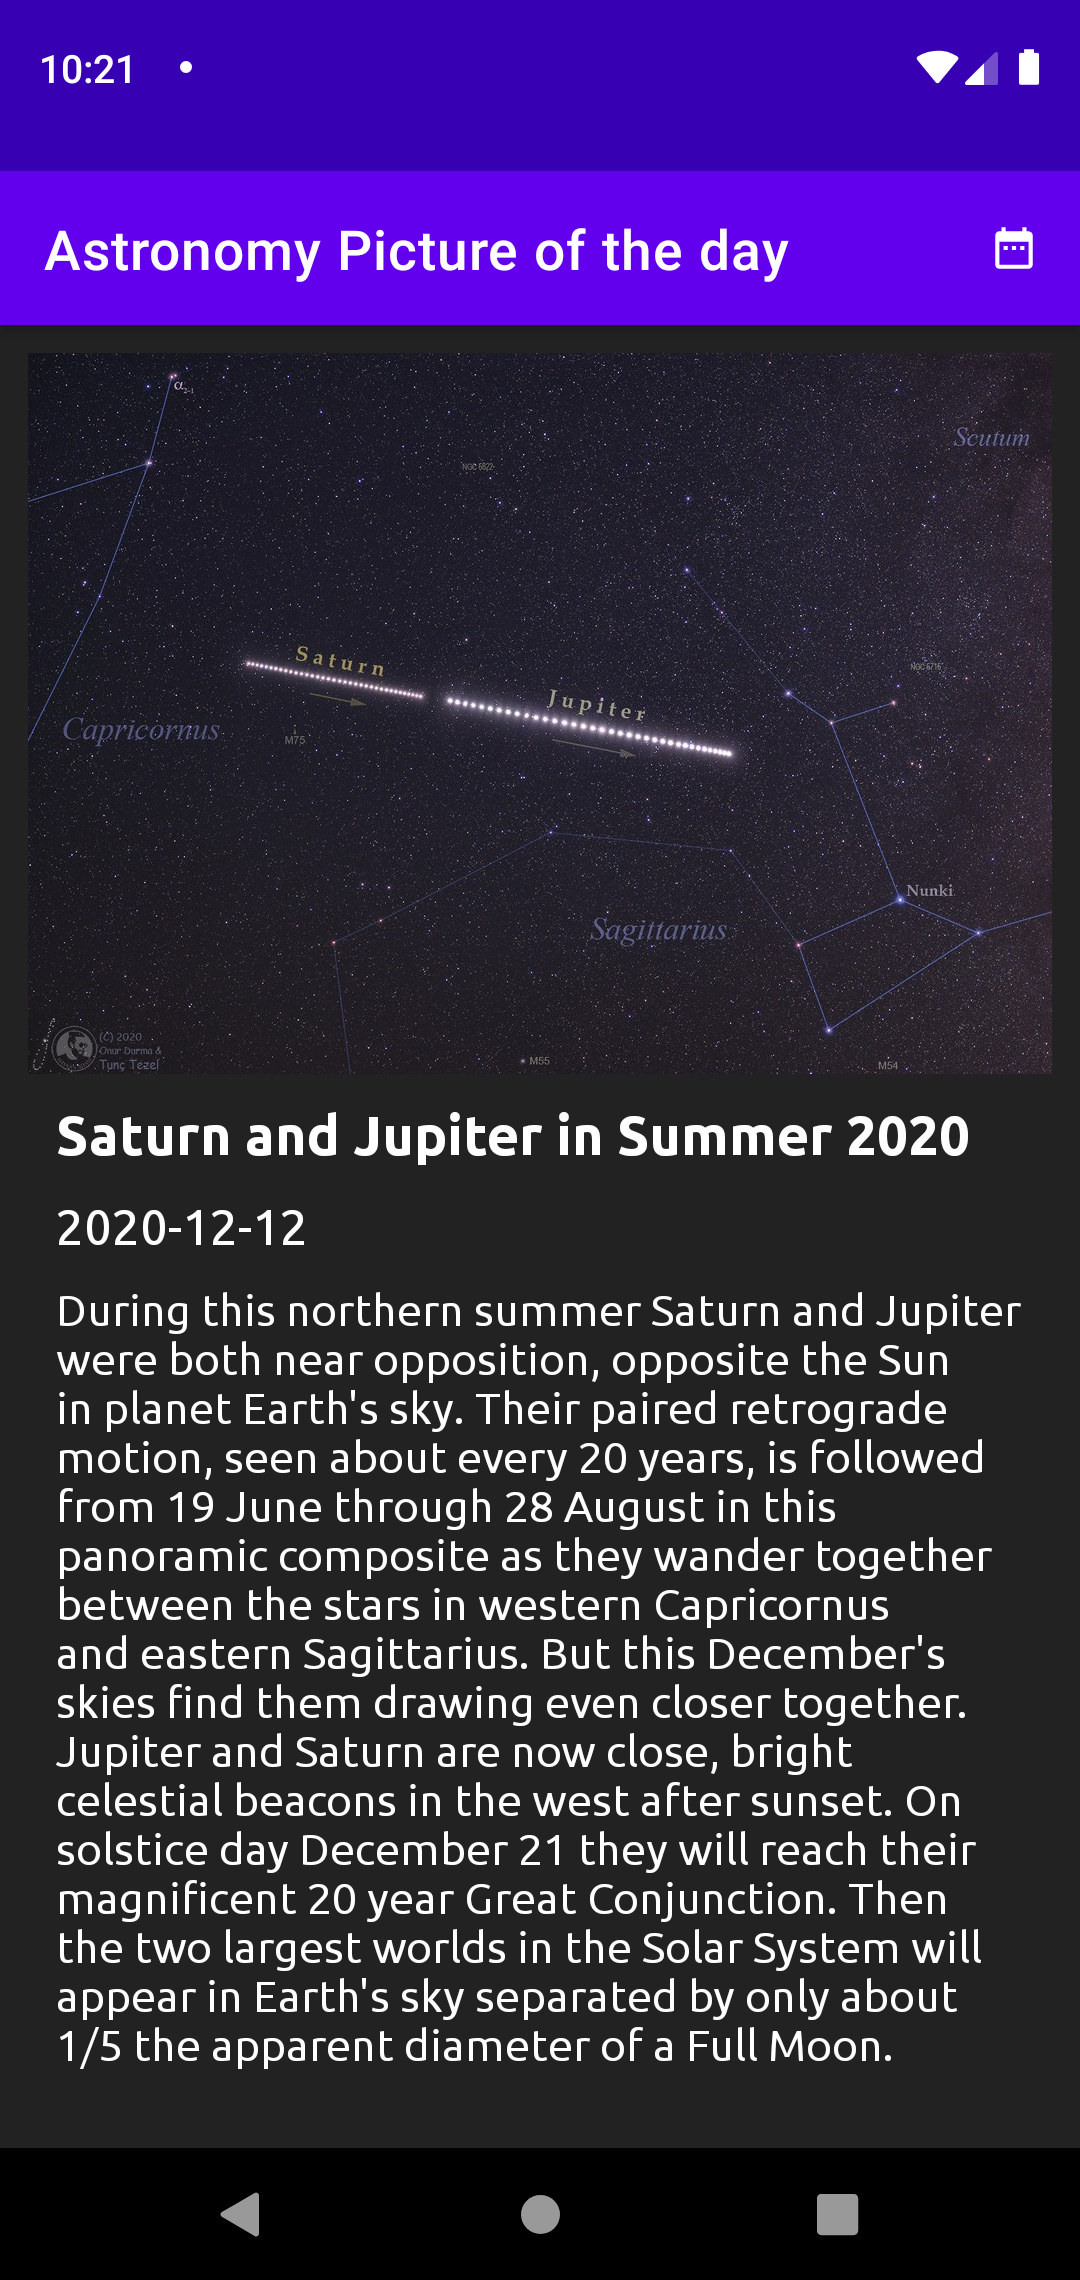 10:21
Astronomy Picture of the day
α2-1
Scutum
NGC 6822
Saturn
NGC 6716
Jupiter
Capricornus
M75
Nunki
Sagittarius
(C) 2020
Onur Durma &
Tunç Tezel
M55
M54
Saturn and Jupiter in Summer 2020
2020-12-12
During this northern summer Saturn and Jupiter
were both near opposition, opposite the Sun
in planet Earth's sky. Their paired retrograde
motion, seen about every 20 years, is followed
from 19 June through 28 August in this
panoramic composite as they wander together
between the stars in western Capricornus
and eastern Sagittarius. But this December's
skies find them drawing even closer together.
Jupiter and Saturn are now close, bright
celestial beacons in the west after sunset. On
solstice day December 21 they will reach their
magnificent 20 year Great Conjunction. Then
the two largest worlds in the Solar System will
appear in Earth's sky separated by only about
1/5 the apparent diameter of a Full Moon.